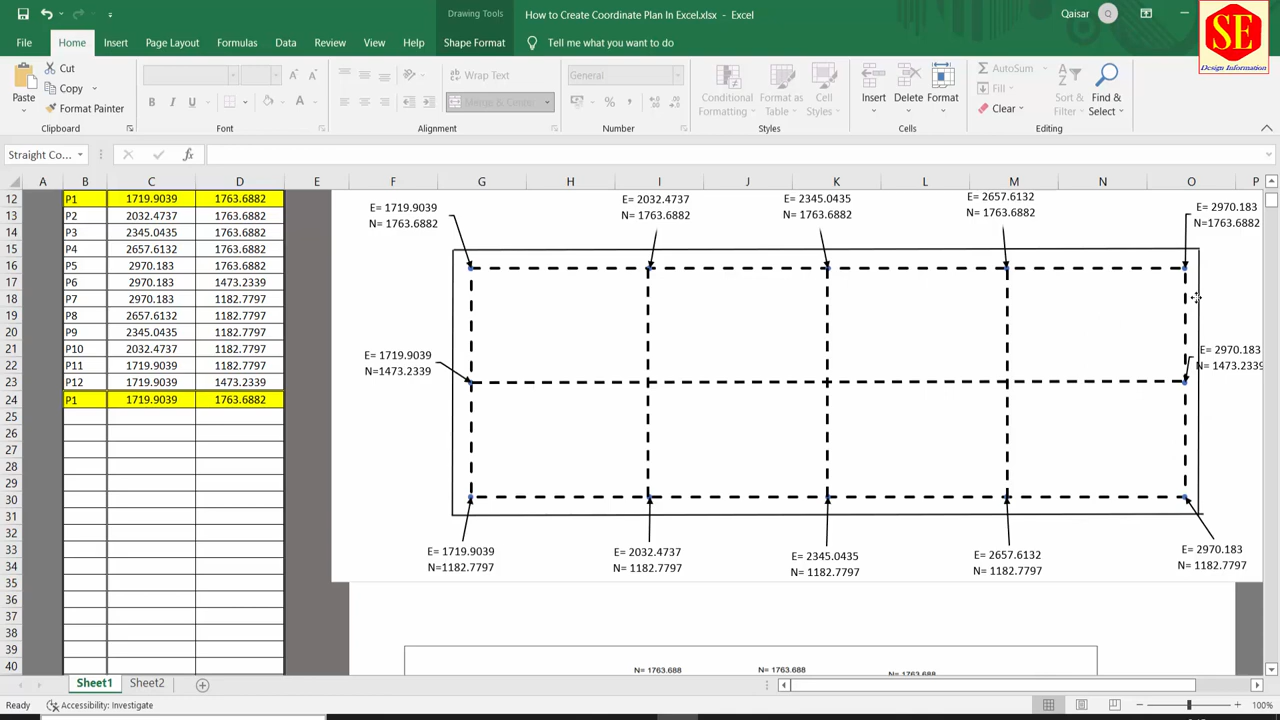 How to Create Coordinate Plan In Excel.xlsx - Excel
Drawing Tools
Qaisar Q
SE
Design Information
File Home Insert Page Layout Formulas Data Review View Help Shape Format Tell me what you want to do
Paste
Cut
Copy
Format Painter
Clipboard
B I U A A
Font
Wrap Text
Merge & Center
Alignment
General
% ,
Number
Conditional Formatting
Format as Table
Cell Styles
Styles
Insert
Delete
Format
Cells
AutoSum
Fill
Clear
Sort & Filter
Find & Select
Editing
Straight Co... fx
A B C D E F G H I J K L M N O P
12 P1 1719.9039 1763.6882
13 P2 2032.4737 1763.6882
14 P3 2345.0435 1763.6882
15 P4 2657.6132 1763.6882
16 P5 2970.183 1763.6882
17 P6 2970.183 1473.2339
18 P7 2970.183 1182.7797
19 P8 2657.6132 1182.7797
20 P9 2345.0435 1182.7797
21 P10 2032.4737 1182.7797
22 P11 1719.9039 1182.7797
23 P12 1719.9039 1473.2339
24 P1 1719.9039 1763.6882
25
26
27
28
29
30
31
32
33
34
35
36
37
38
39
40
E= 1719.9039
N= 1763.6882
E= 2032.4737
N= 1763.6882
E= 2345.0435
N= 1763.6882
E= 2657.6132
N= 1763.6882
E= 2970.183
N=1763.6882
E= 1719.9039
N=1473.2339
E= 2970.183
N= 1473.2339
E= 1719.9039
N=1182.7797
E= 2032.4737
N= 1182.7797
E= 2345.0435
N= 1182.7797
E= 2657.6132
N= 1182.7797
E= 2970.183
N= 1182.7797
N= 1763.688
N= 1763.688
N= 1763.688
Sheet1 Sheet2
Ready Accessibility: Investigate 100%